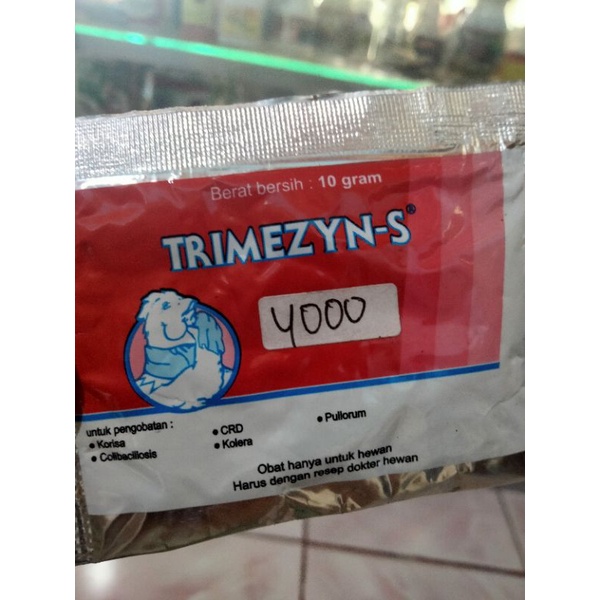 Berat bersih : 10 gram
TRIMEZYN-S®
4000
untuk pengobatan :
• Korisa
• Colibacillosis
• CRD
• Kolera
• Pullorum
Obat hanya untuk hewan
Harus dengan resep dokter hewan